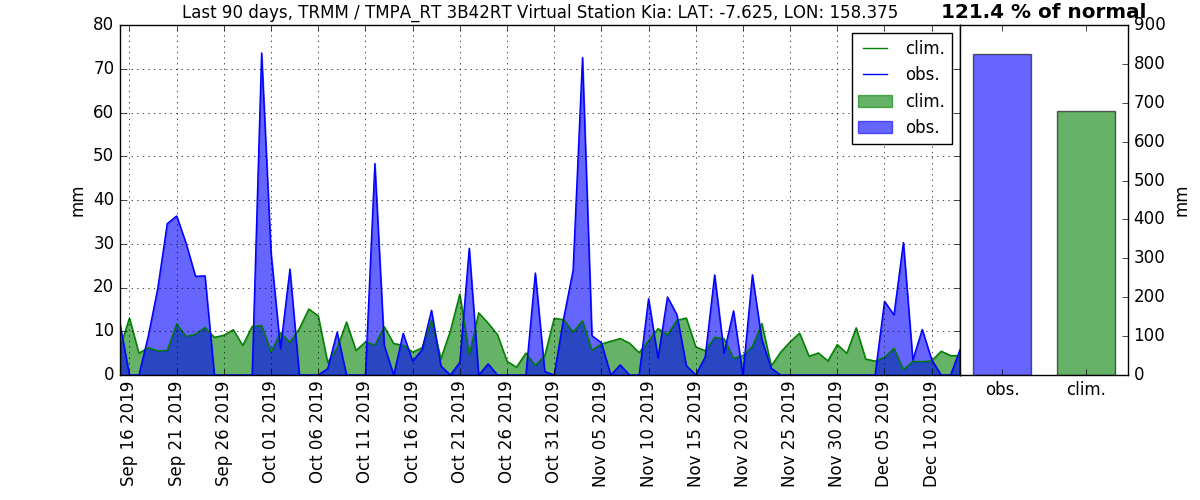 Last 90 days, TRMM / TMPA_RT 3B42RT Virtual Station Kia: LAT: -7.625, LON: 158.375
121.4 % of normal
80
70
60
50
40
30
20
10
0
mm
clim.
obs.
clim.
obs.
900
800
700
600
500
400
300
200
100
0
mm
obs.
clim.
Sep 16 2019
Sep 21 2019
Sep 26 2019
Oct 01 2019
Oct 06 2019
Oct 11 2019
Oct 16 2019
Oct 21 2019
Oct 26 2019
Oct 31 2019
Nov 05 2019
Nov 10 2019
Nov 15 2019
Nov 20 2019
Nov 25 2019
Nov 30 2019
Dec 05 2019
Dec 10 2019